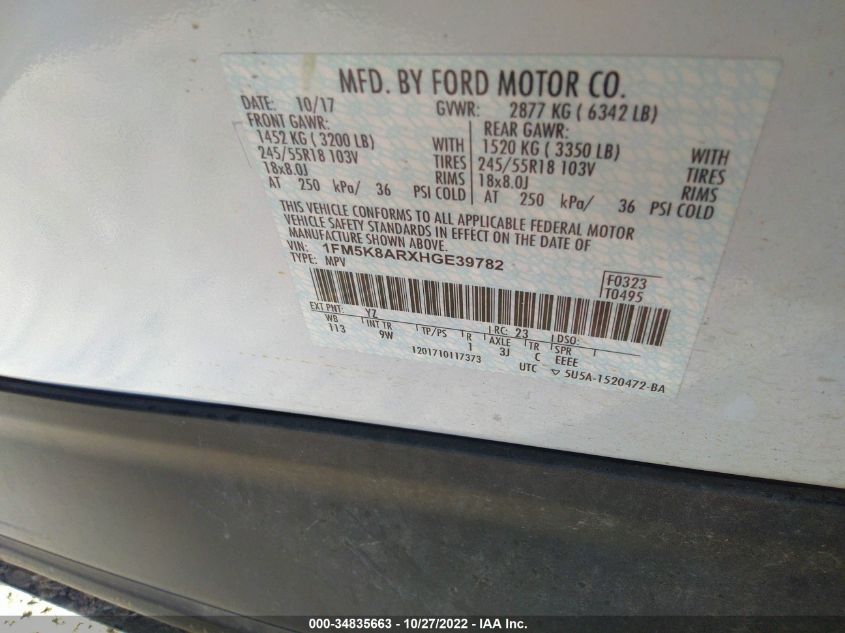 MFD. BY FORD MOTOR CO.
DATE: 10/17 GVWR: 2877 KG ( 6342 LB)
FRONT GAWR: REAR GAWR:
1452 KG ( 3200 LB) WITH 1520 KG ( 3350 LB) WITH
245/55R18 103V TIRES 245/55R18 103V TIRES
18x8.0J RIMS 18x8.0J RIMS
AT 250 kPa/ 36 PSI COLD AT 250 kPa/ 36 PSI COLD
THIS VEHICLE CONFORMS TO ALL APPLICABLE FEDERAL MOTOR
VEHICLE SAFETY STANDARDS IN EFFECT ON THE DATE OF
MANUFACTURE SHOWN ABOVE.
VIN: 1FM5K8ARXHGE39782
TYPE: MPV
F0323
T0495
EXT PNT: YZ RC: 23 DSO:
WB INT TR TP/PS R AXLE TR SPR
113 9W 1 3J C EEEE
1201710117373 UTC ▽ 5U5A-1520472-BA
000-34835663 - 10/27/2022 - IAA Inc.